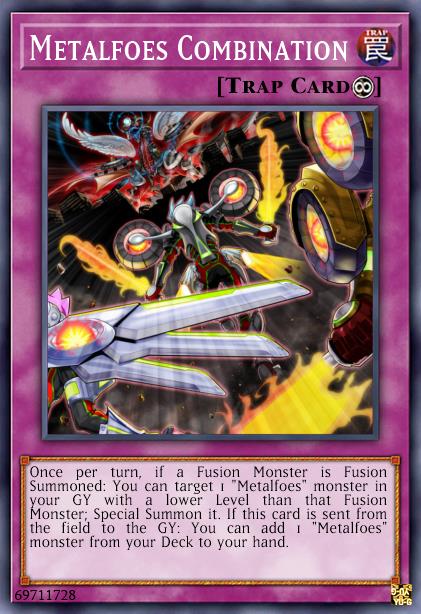 METALFOES COMBINATION
TRAP
罠
[TRAP CARD♾]
Once per turn, if a Fusion Monster is Fusion
Summoned: You can target 1 "Metalfoes" monster in
your GY with a lower Level than that Fusion
Monster; Special Summon it. If this card is sent from
the field to the GY: You can add 1 "Metalfoes"
monster from your Deck to your hand.
69711728